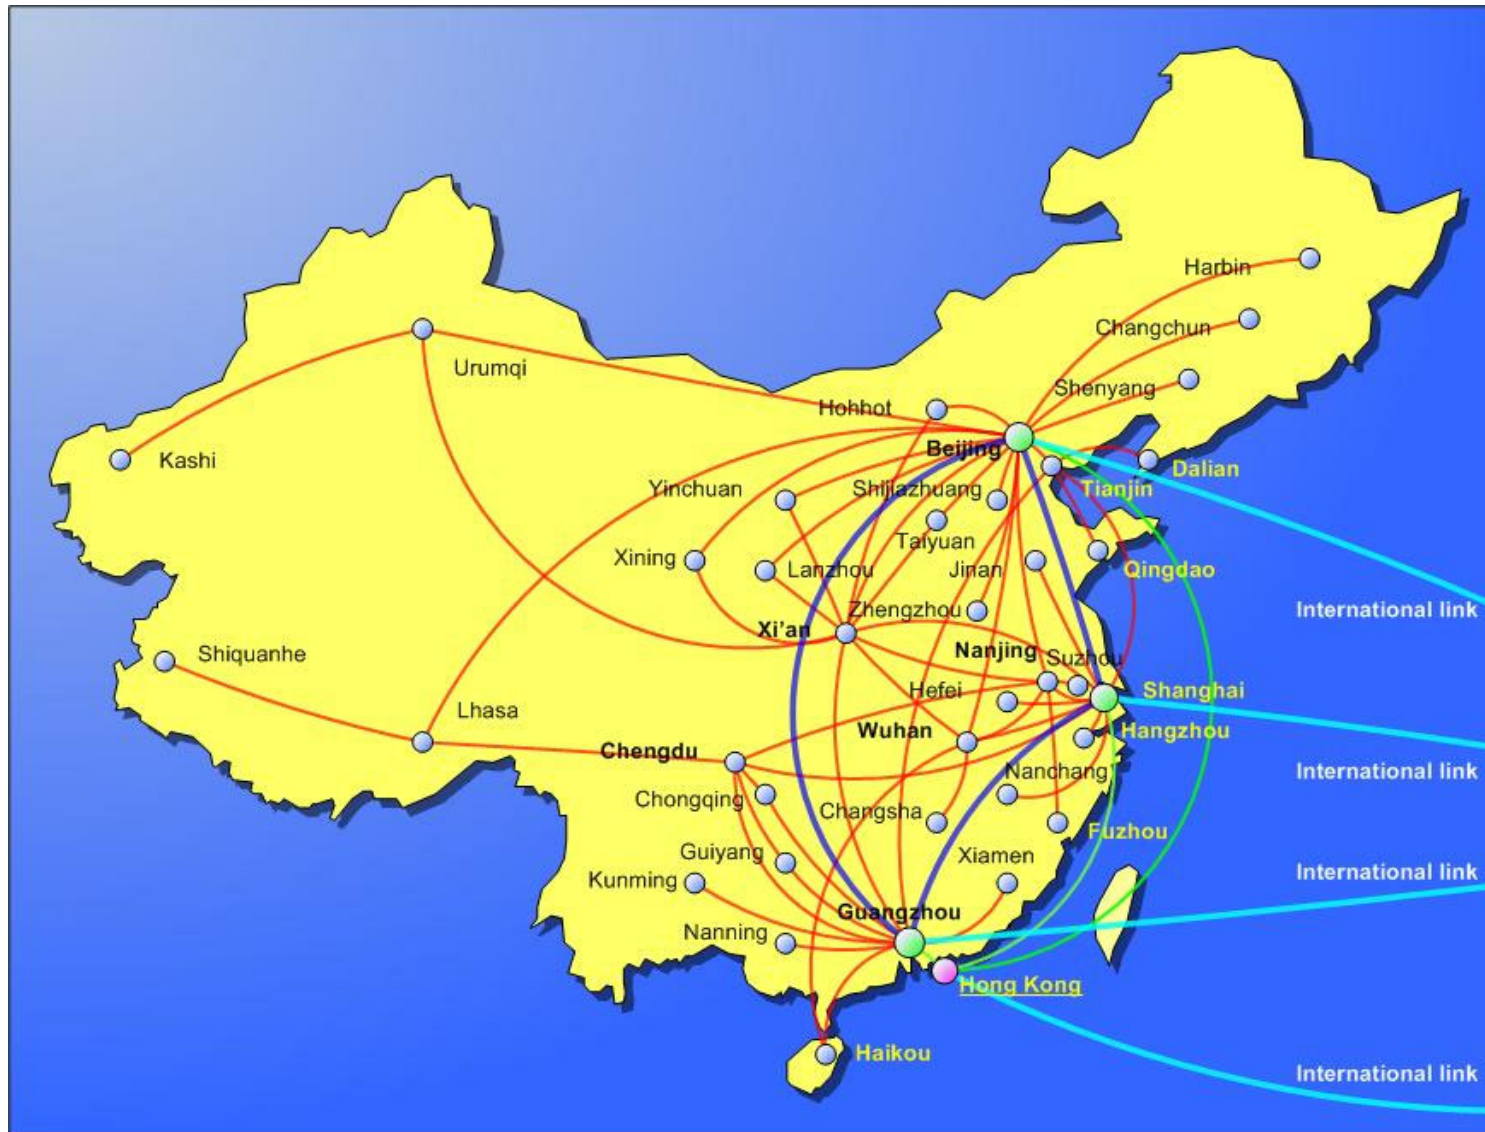 Harbin
Changchun
Urumqi
Shenyang
Hohhot
Beijing
Kashi
Dalian
Yinchuan
Shijiazhuang
Tianjin
Taiyuan
Xining
Lanzhou
Jinan
Qingdao
Zhengzhou
International link
Xi'an
Shiquanhe
Nanjing
Suzhou
Hefei
Shanghai
Lhasa
Wuhan
Hangzhou
Chengdu
Nanchang
International link
Chongqing
Changsha
Fuzhou
Guiyang
Xiamen
International link
Kunming
Guangzhou
Nanning
Hong Kong
Haikou
International link